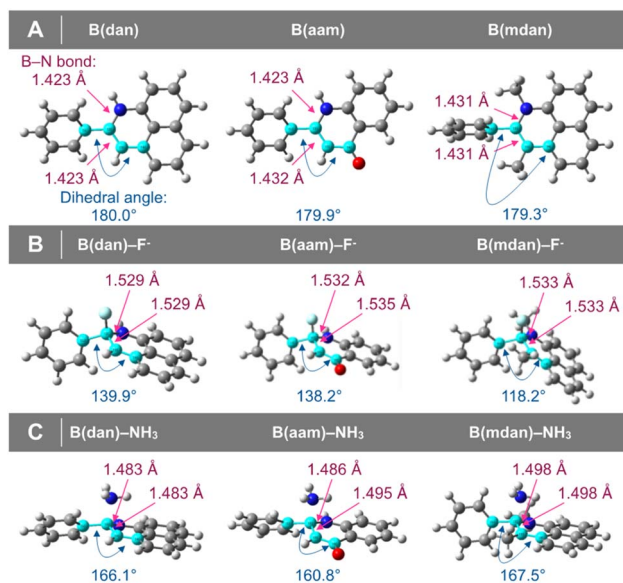 A B(dan) B(aam) B(mdan)
B–N bond:
1.423 Å 1.423 Å 1.431 Å
1.423 Å 1.432 Å 1.431 Å
Dihedral angle:
180.0° 179.9° 179.3°
B B(dan)–F- B(aam)–F- B(mdan)–F-
1.529 Å 1.532 Å 1.533 Å
1.529 Å 1.535 Å 1.533 Å
139.9° 138.2° 118.2°
C B(dan)–NH₃ B(aam)–NH₃ B(mdan)–NH₃
1.483 Å 1.486 Å 1.498 Å
1.483 Å 1.495 Å 1.498 Å
166.1° 160.8° 167.5°